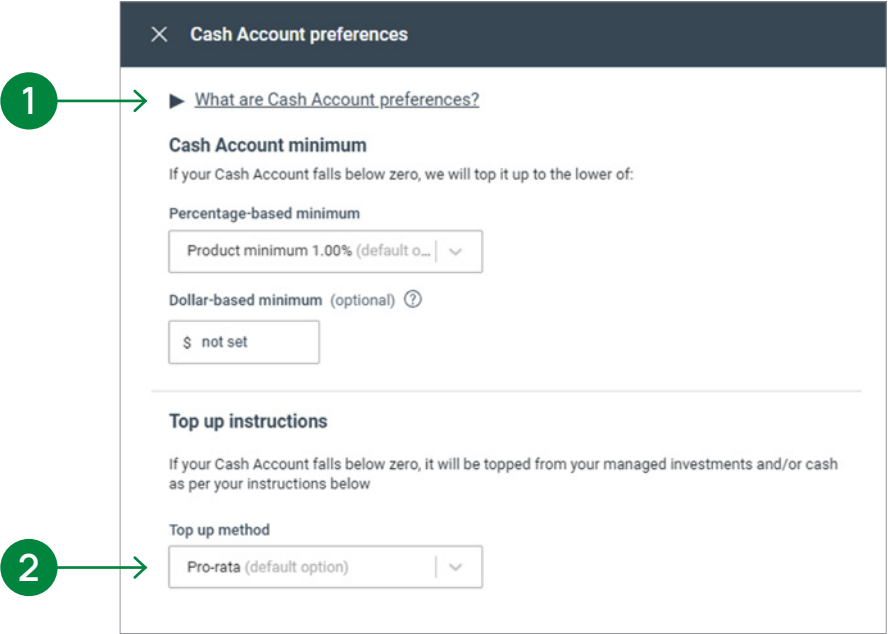 Cash Account preferences
1
What are Cash Account preferences?
Cash Account minimum
If your Cash Account falls below zero, we will top it up to the lower of:
Percentage-based minimum
Product minimum 1.00% (default o...
Dollar-based minimum (optional) ?
$ not set
Top up instructions
If your Cash Account falls below zero, it will be topped from your managed investments and/or cash
as per your instructions below
Top up method
2
Pro-rata (default option)